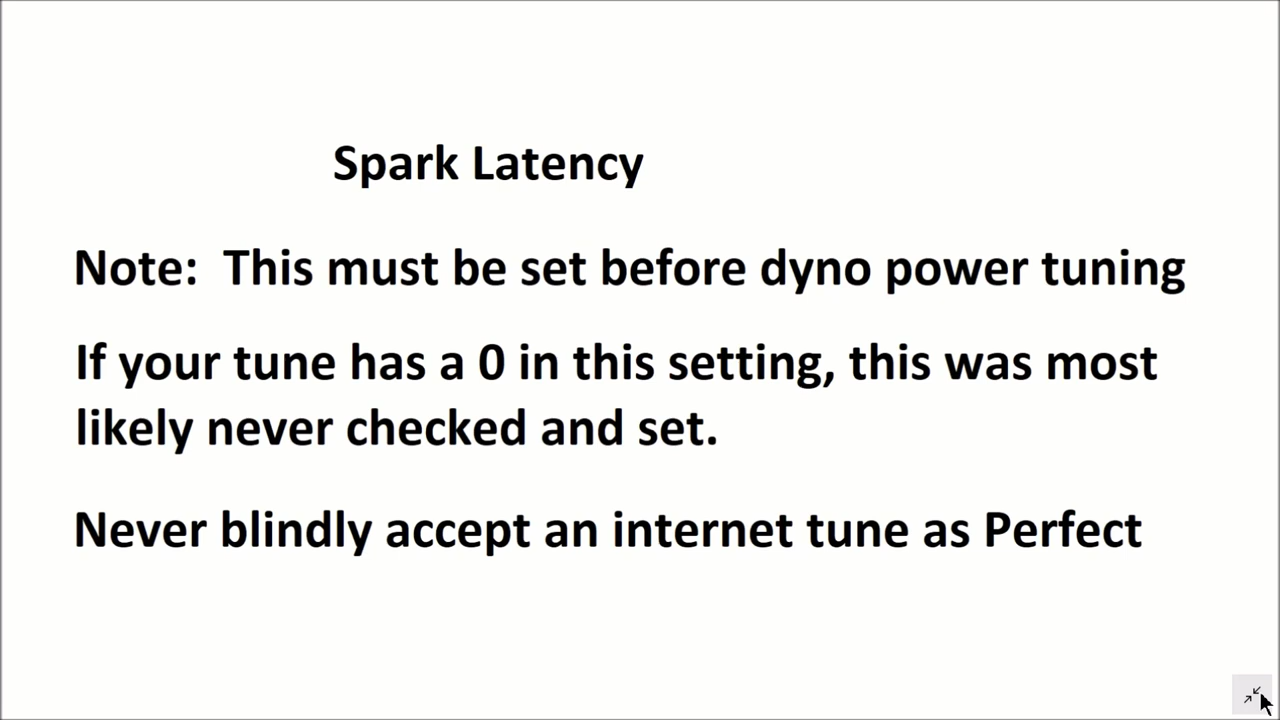 Spark Latency
Note:  This must be set before dyno power tuning
If your tune has a 0 in this setting, this was most
likely never checked and set.
Never blindly accept an internet tune as Perfect